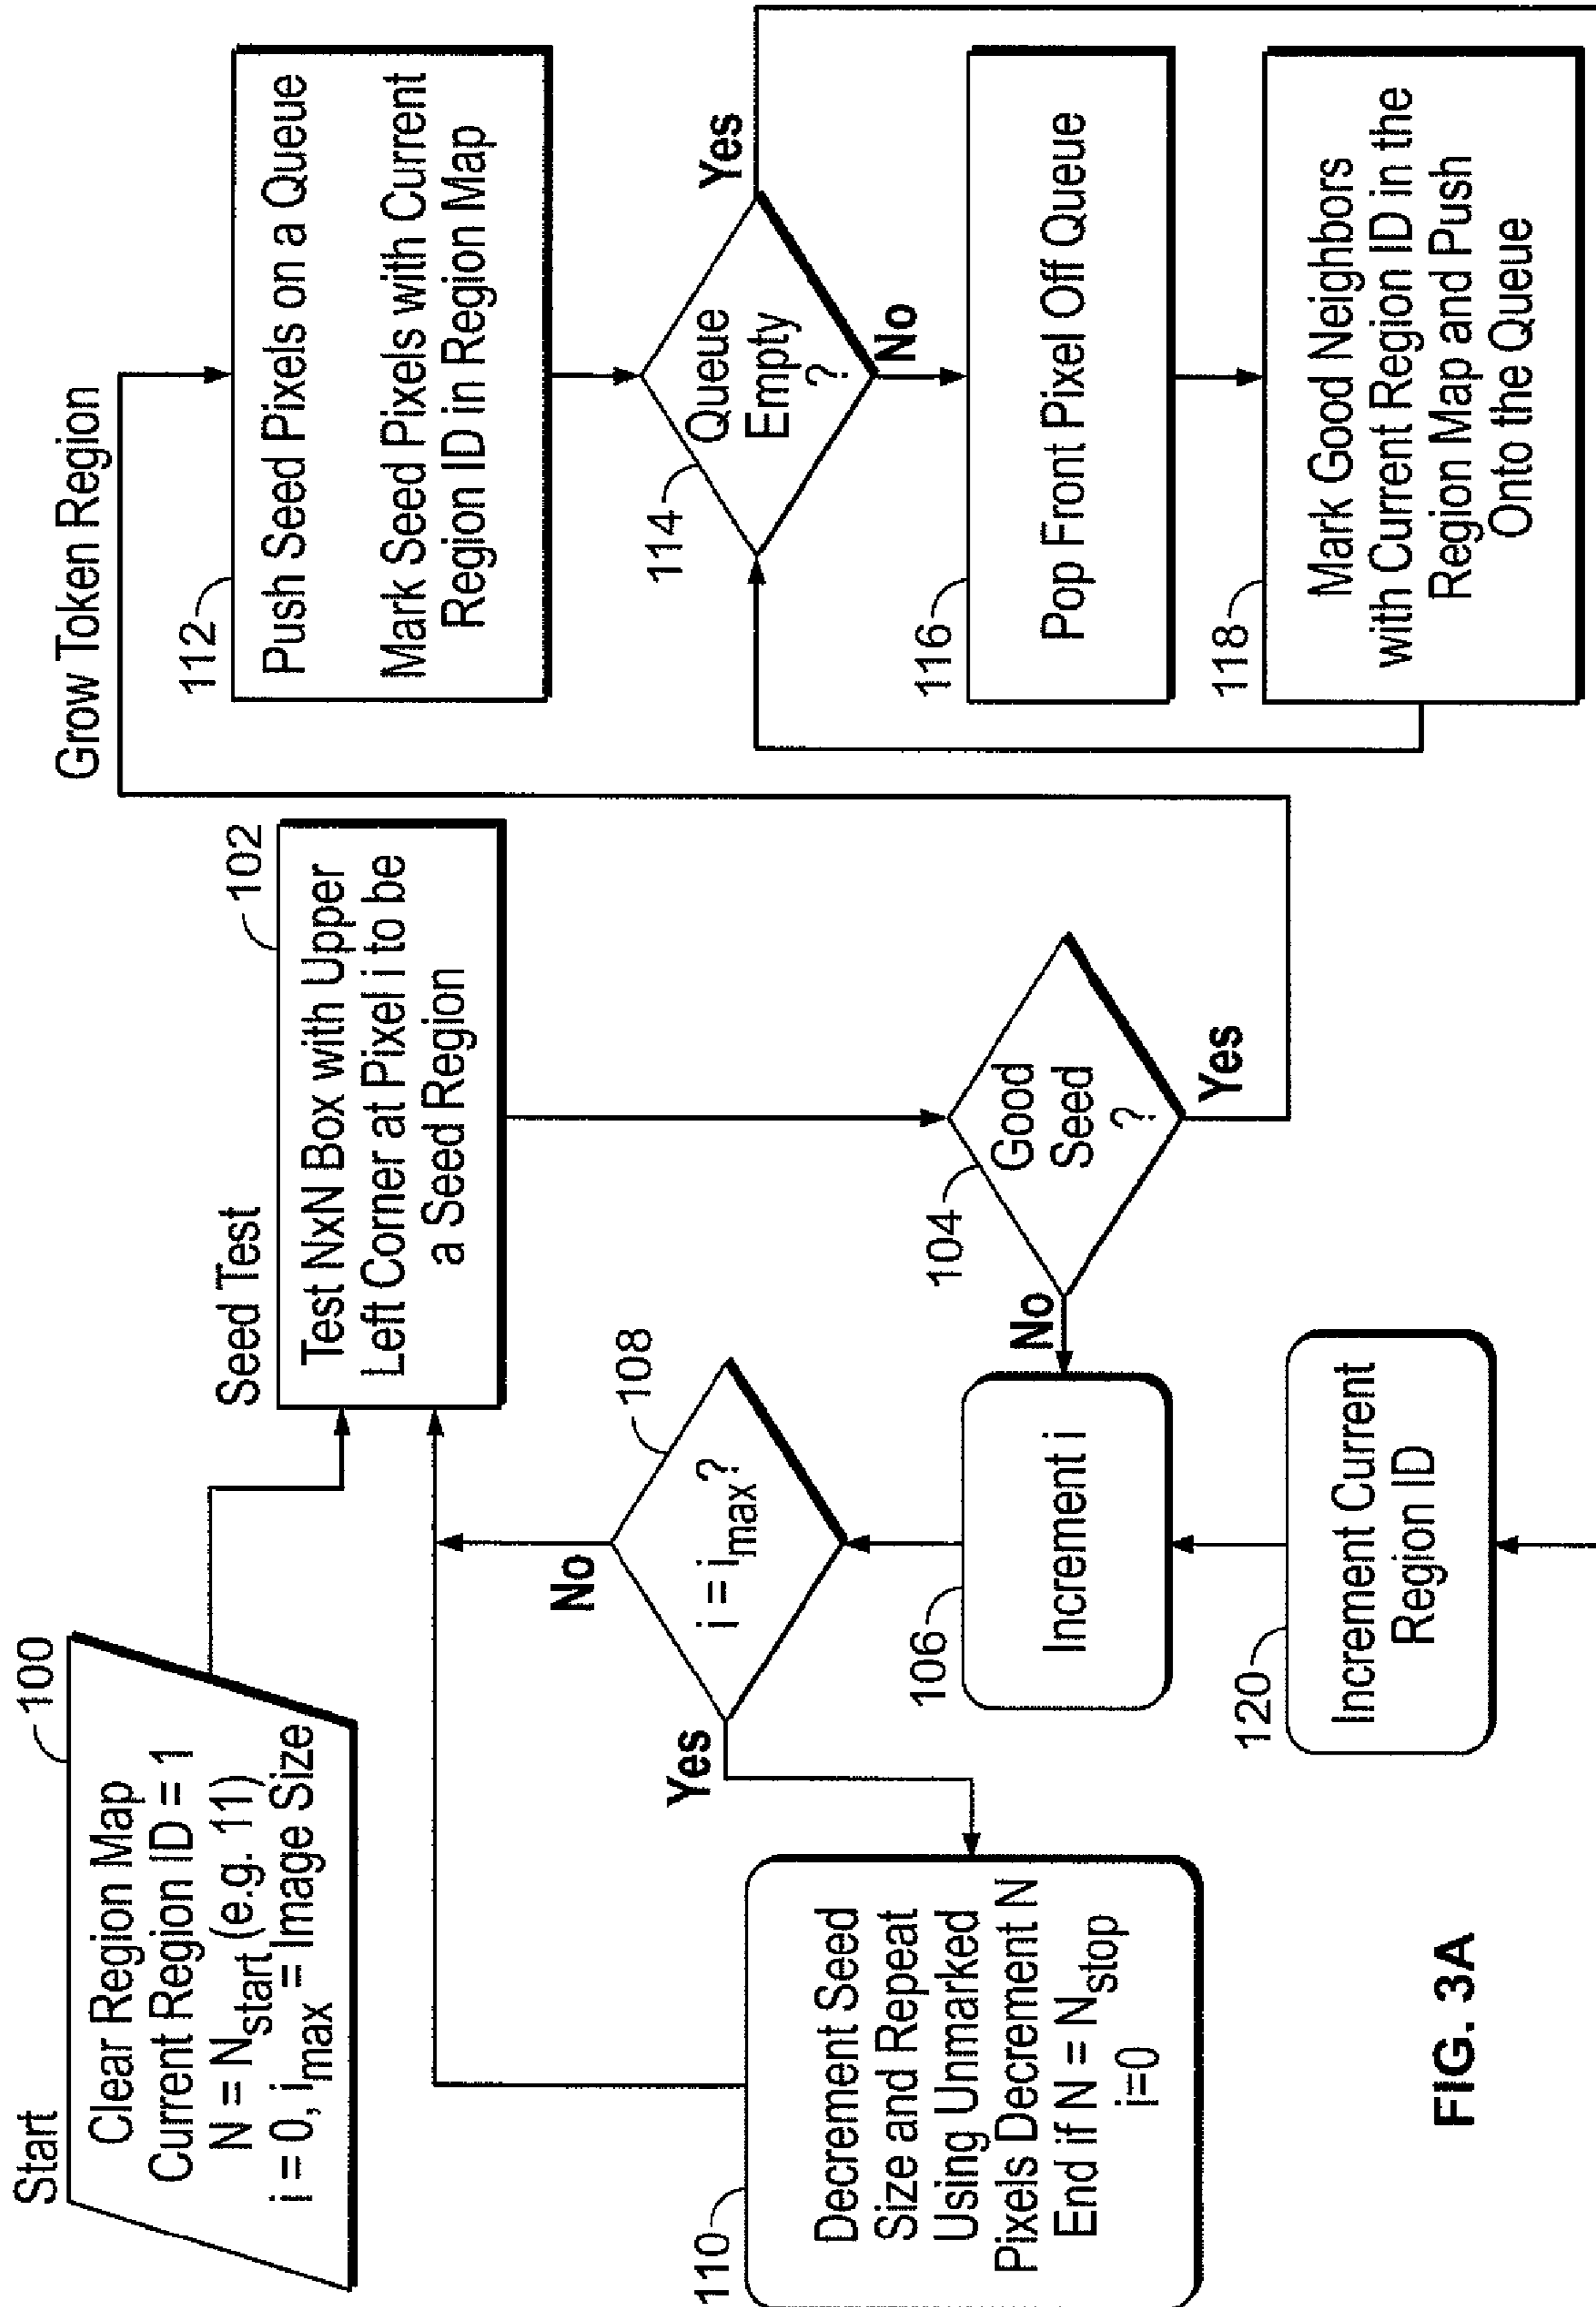 Start
100
Clear Region Map
Current Region ID = 1
N = Nstart (e.g. 11)
i = 0, imax = Image Size
Seed Test
102
Test NxN Box with Upper
Left Corner at Pixel i to be
a Seed Region
104
Good
Seed
?
No
Yes
106
Increment i
108
i = imax?
No
Yes
110
Decrement Seed
Size and Repeat
Using Unmarked
Pixels Decrement N
End if N = Nstop
i=0
Grow Token Region
112
Push Seed Pixels on a Queue
Mark Seed Pixels with Current
Region ID in Region Map
114
Queue
Empty
?
Yes
No
116
Pop Front Pixel Off Queue
118
Mark Good Neighbors
with Current Region ID in the
Region Map and Push
Onto the Queue
120
Increment Current
Region ID
FIG. 3A